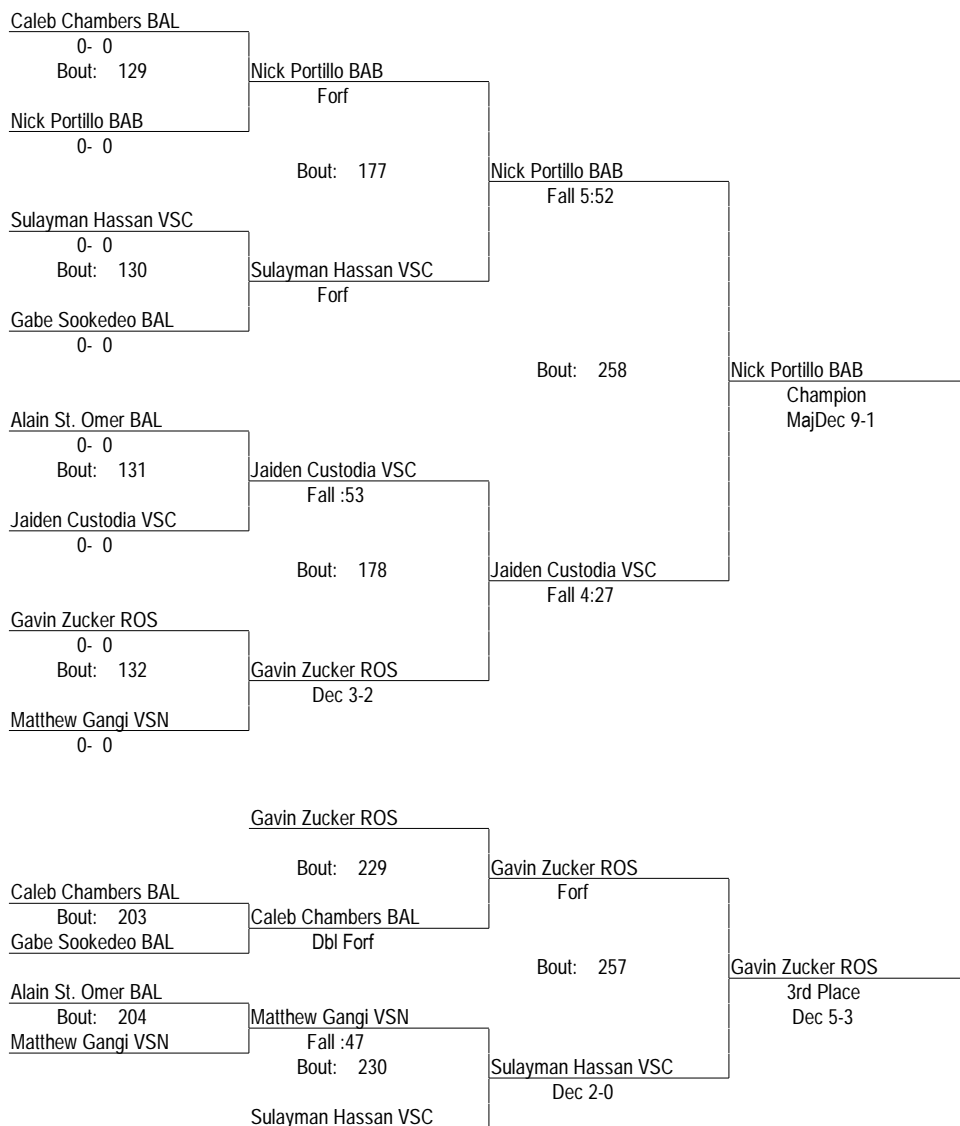 Caleb Chambers BAL
0- 0
Bout: 129
Nick Portillo BAB
Forf
Nick Portillo BAB
0- 0
Bout: 177
Nick Portillo BAB
Fall 5:52
Sulayman Hassan VSC
0- 0
Bout: 130
Sulayman Hassan VSC
Forf
Gabe Sookedeo BAL
0- 0
Bout: 258
Nick Portillo BAB
Champion
MajDec 9-1
Alain St. Omer BAL
0- 0
Bout: 131
Jaiden Custodia VSC
Fall :53
Jaiden Custodia VSC
0- 0
Bout: 178
Jaiden Custodia VSC
Fall 4:27
Gavin Zucker ROS
0- 0
Bout: 132
Gavin Zucker ROS
Dec 3-2
Matthew Gangi VSN
0- 0
Gavin Zucker ROS
Bout: 229
Gavin Zucker ROS
Forf
Caleb Chambers BAL
Bout: 203
Caleb Chambers BAL
Dbl Forf
Gabe Sookedeo BAL
Bout: 257
Gavin Zucker ROS
3rd Place
Dec 5-3
Alain St. Omer BAL
Bout: 204
Matthew Gangi VSN
Fall :47
Matthew Gangi VSN
Bout: 230
Sulayman Hassan VSC
Dec 2-0
Sulayman Hassan VSC